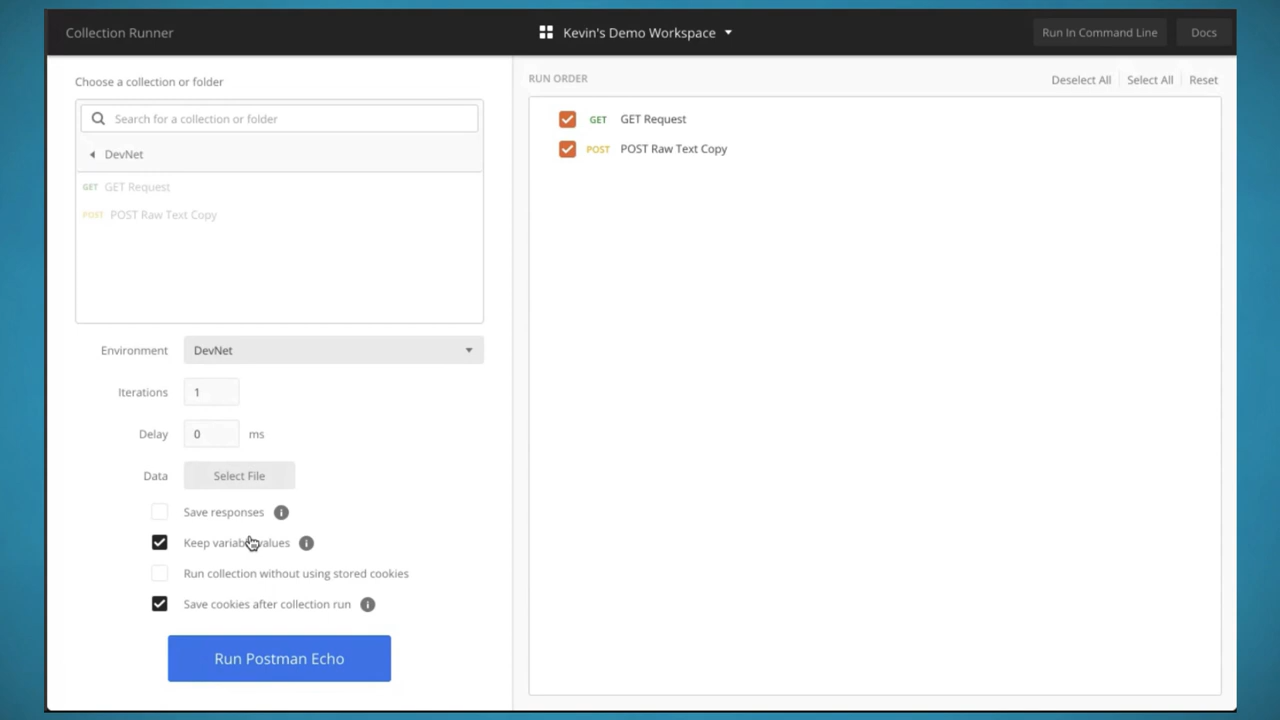 Collection Runner
Kevin's Demo Workspace
Run In Command Line
Docs
Choose a collection or folder
Search for a collection or folder
DevNet
GET GET Request
POST POST Raw Text Copy
Environment DevNet
Iterations 1
Delay 0 ms
Data Select File
Save responses
Keep variable values
Run collection without using stored cookies
Save cookies after collection run
Run Postman Echo
RUN ORDER
Deselect All Select All Reset
GET GET Request
POST POST Raw Text Copy